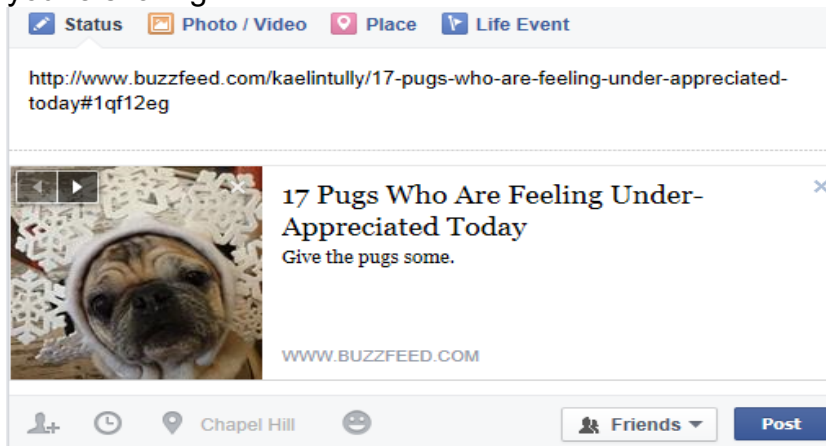 Status Photo / Video Place Life Event
http://www.buzzfeed.com/kaelintully/17-pugs-who-are-feeling-under-appreciated-
today#1qf12eg
17 Pugs Who Are Feeling Under-
Appreciated Today
Give the pugs some.
WWW.BUZZFEED.COM
Chapel Hill Friends Post